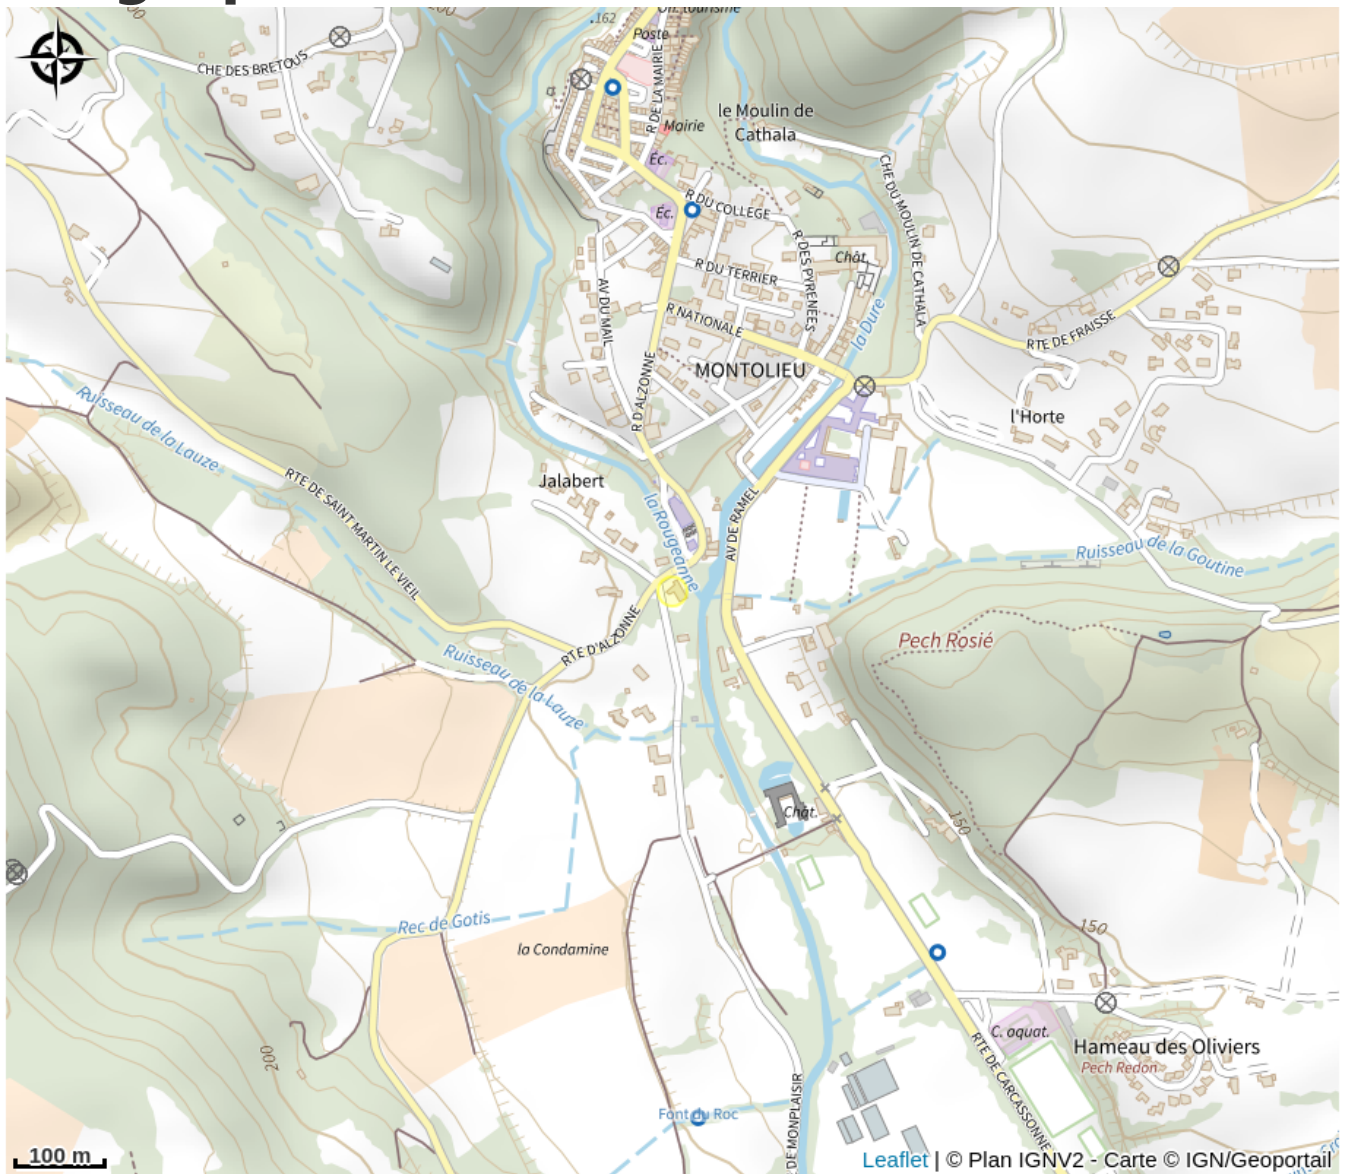 Off. tourisme
.162
Poste
CHE DES BRETOUS
R DE LA MAIRIE
le Moulin de
Cathala
Mairie
Éc.
CHE DU MOULIN DE CATHALA
R DU COLLEGE
Éc.
R DES PYRENEES
Chât.
R DU TERRIER
AV DU MAIL
R NATIONALE
la Dure
RTE DE FRAISSE
MONTOLIEU
R D'ALZONNE
Ruisseau de la Lauze
l'Horte
Jalabert
RTE DE SAINT MARTIN LE VIEIL
la Rougeanne
AV DE RAMEL
Ruisseau de la Goutine
RTE D'ALZONNE
Pech Rosié
Ruisseau de la Lauze
Chât.
150
Rec de Gotis
150
la Condamine
C. aquat.
Hameau des Oliviers
Pech Redon
200
RTE DE CARCASSONNE
Font du Roc
DE MONPLAISIR
100 m
Leaflet | © Plan IGNV2 - Carte © IGN/Geoportail